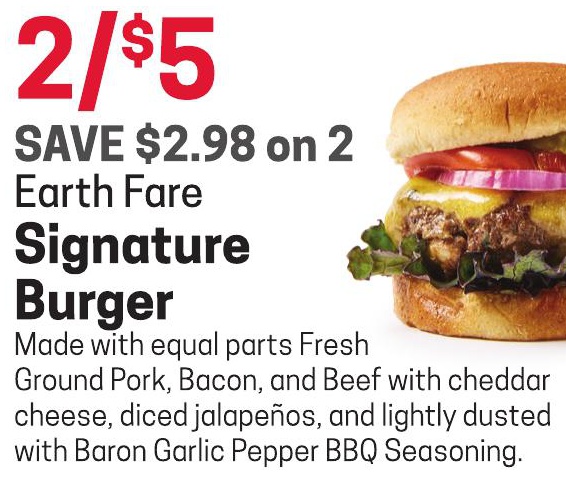 2/$5
SAVE $2.98 on 2
Earth Fare
Signature
Burger
Made with equal parts Fresh
Ground Pork, Bacon, and Beef with cheddar
cheese, diced jalapeños, and lightly dusted
with Baron Garlic Pepper BBQ Seasoning.